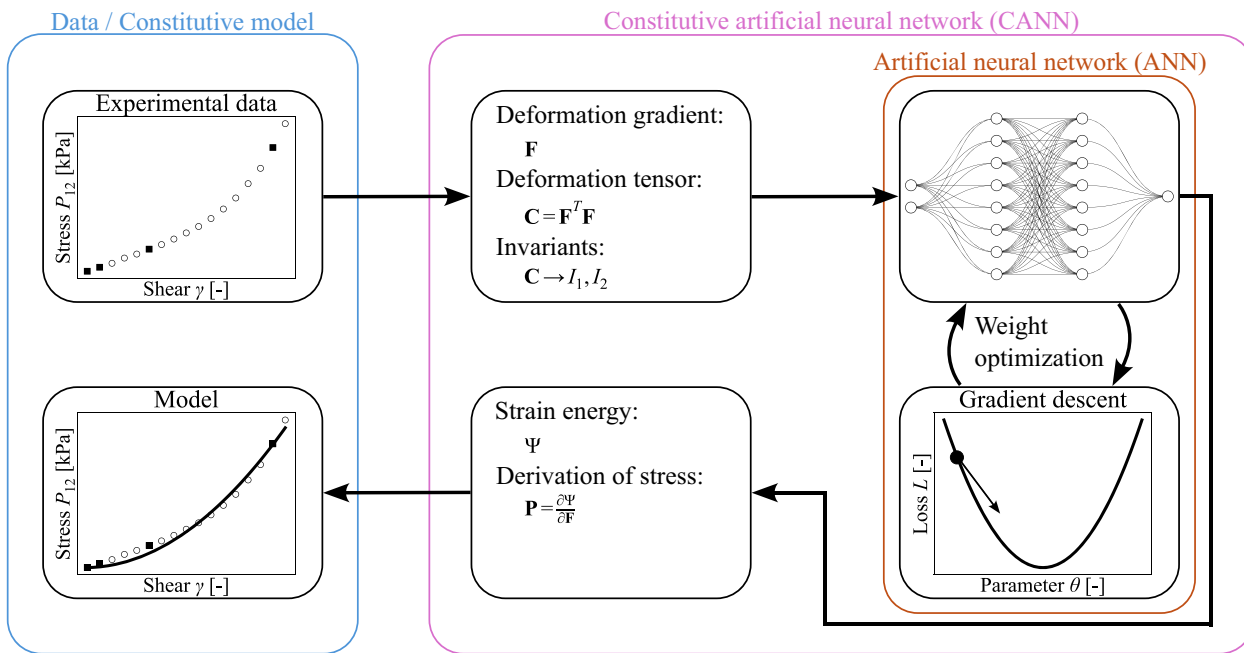 Data / Constitutive model
Constitutive artificial neural network (CANN)
Artificial neural network (ANN)
Experimental data
Stress P₁₂ [kPa]
Shear γ [-]
Deformation gradient:
F
Deformation tensor:
C = FᵀF
Invariants:
C → I₁, I₂
Weight
optimization
Model
Stress P₁₂ [kPa]
Shear γ [-]
Strain energy:
Ψ
Derivation of stress:
P = ∂Ψ/∂F
Gradient descent
Loss L [-]
Parameter θ [-]